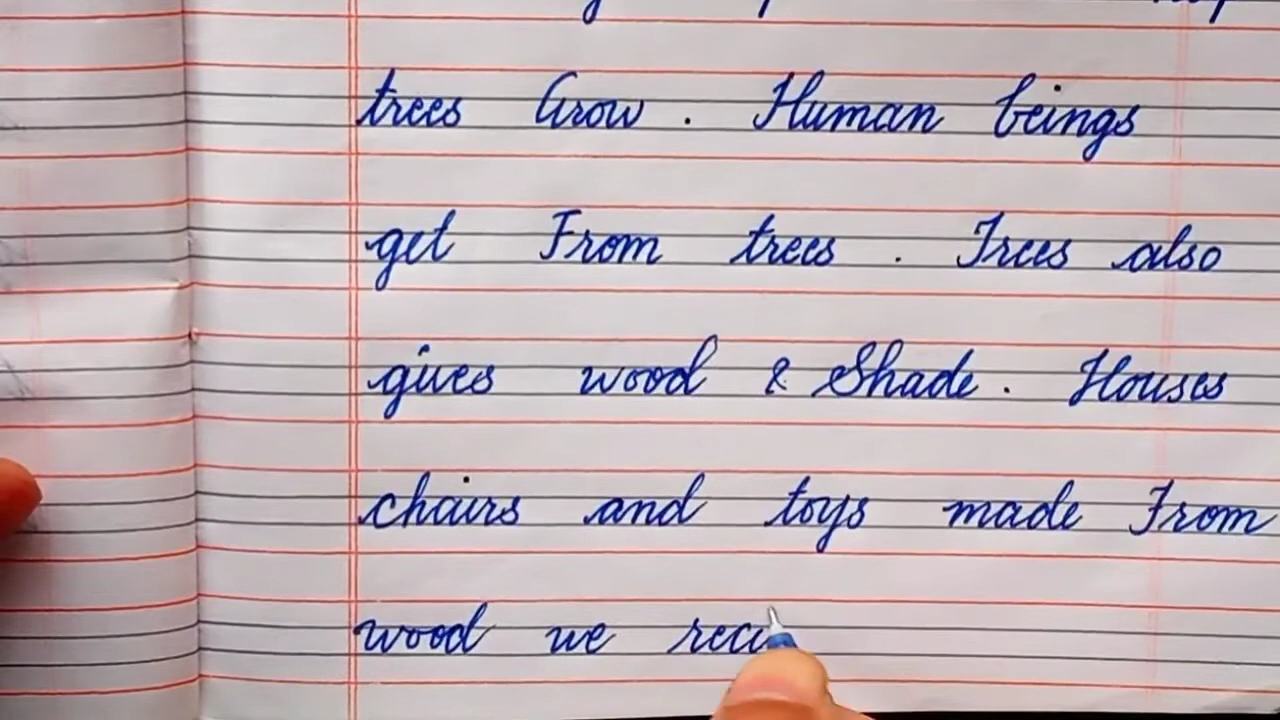 trees Grow. Human beings
get From trees. Trees also
gives wood & Shade. Houses
chairs and toys made From
wood we